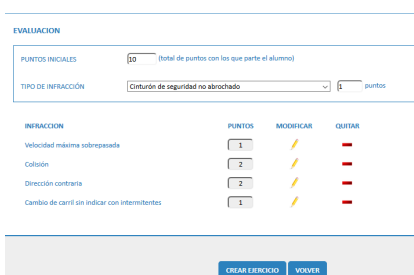 EVALUACION
PUNTOS INICIALES 10 (total de puntos con los que parte el alumno)
TIPO DE INFRACCIÓN Cinturón de seguridad no abrochado 1 puntos
INFRACCION PUNTOS MODIFICAR QUITAR
Velocidad máxima sobrepasada 1
Colisión 2
Dirección contraria 2
Cambio de carril sin indicar con intermitentes 1
CREAR EJERCICIO VOLVER